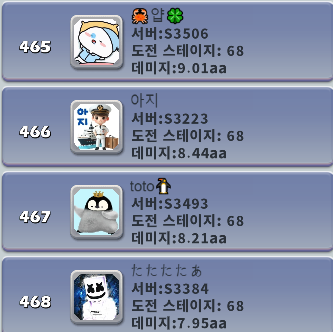 465
🦀얍🍀
서버:S3506
도전 스테이지: 68
데미지:9.01aa
466
아지
아지
서버:S3223
도전 스테이지: 68
데미지:8.44aa
467
toto🐧
서버:S3493
도전 스테이지: 68
데미지:8.21aa
468
たたたたぁ
서버:S3384
도전 스테이지: 68
데미지:7.95aa